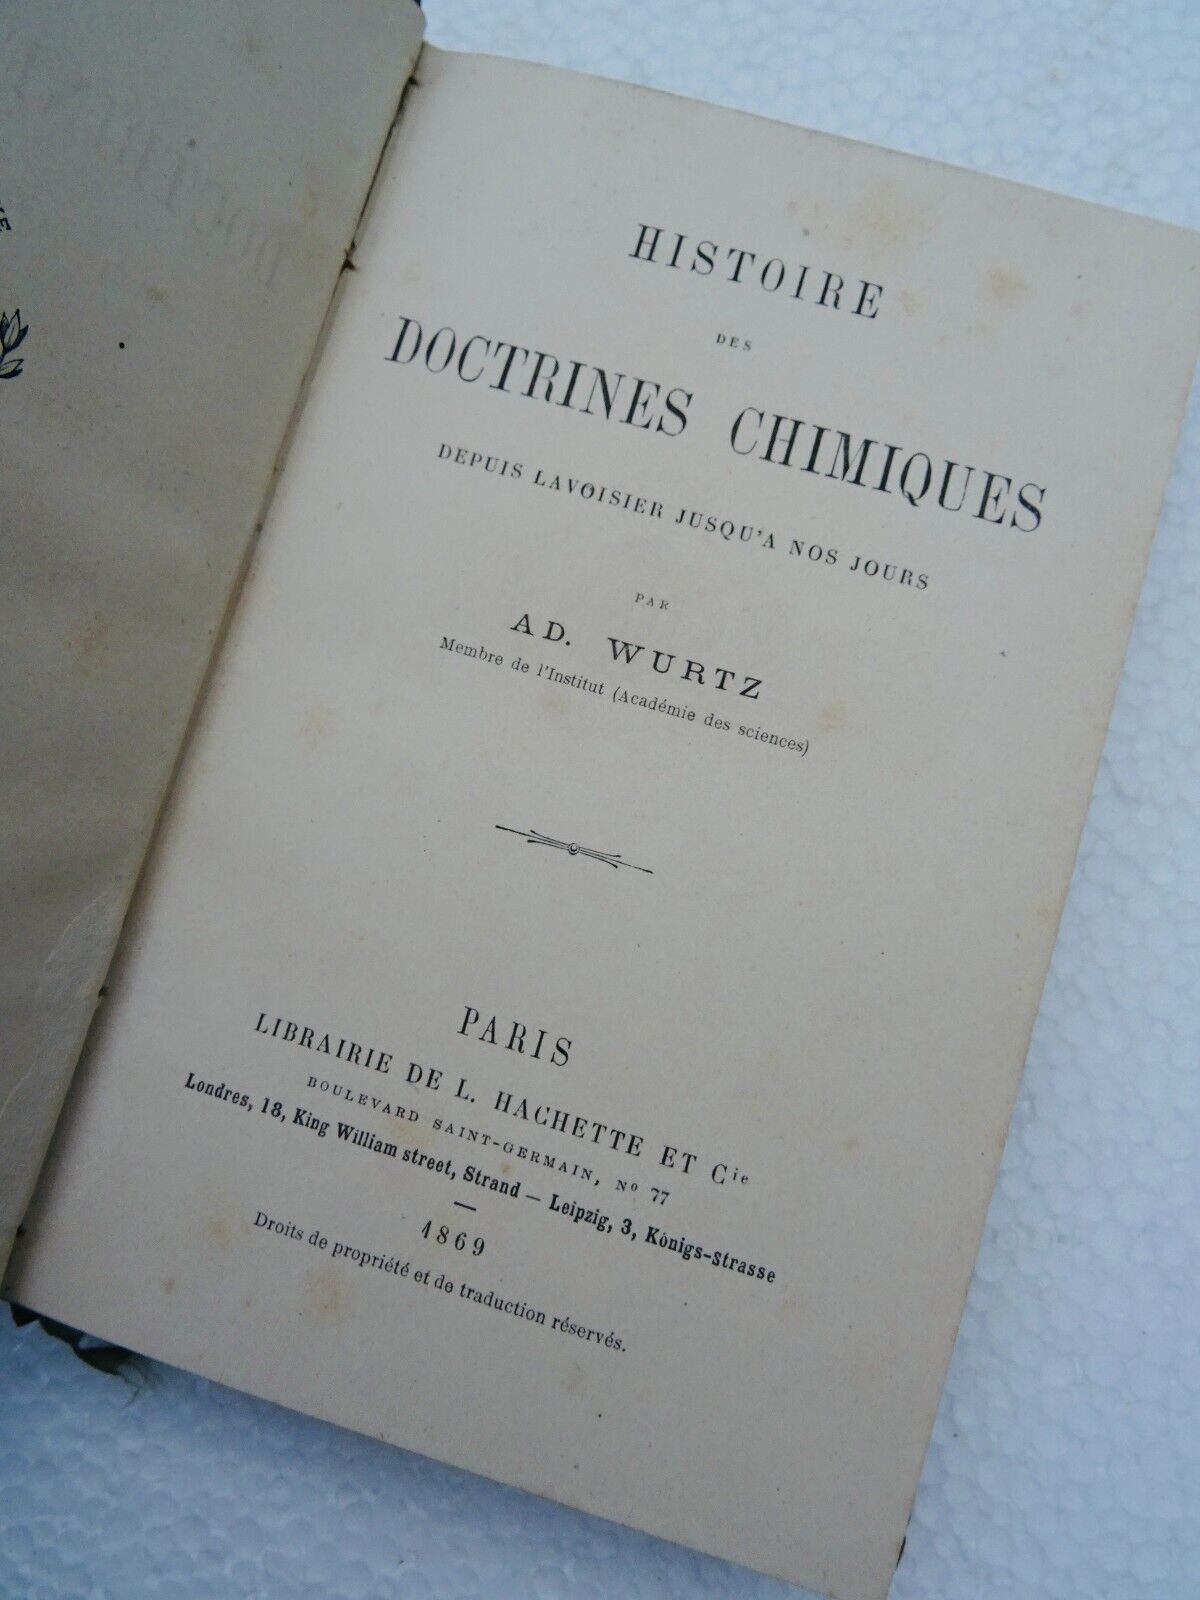 HISTOIRE
DES
DOCTRINES CHIMIQUES
DEPUIS LAVOISIER JUSQU'A NOS JOURS
PAR
AD. WURTZ
Membre de l'Institut (Académie des sciences)
PARIS
LIBRAIRIE DE L. HACHETTE ET Cie
BOULEVARD SAINT-GERMAIN, Nº 77
Londres, 18, King William street, Strand — Leipzig, 3, Königs-Strasse
1869
Droits de propriété et de traduction réservés.